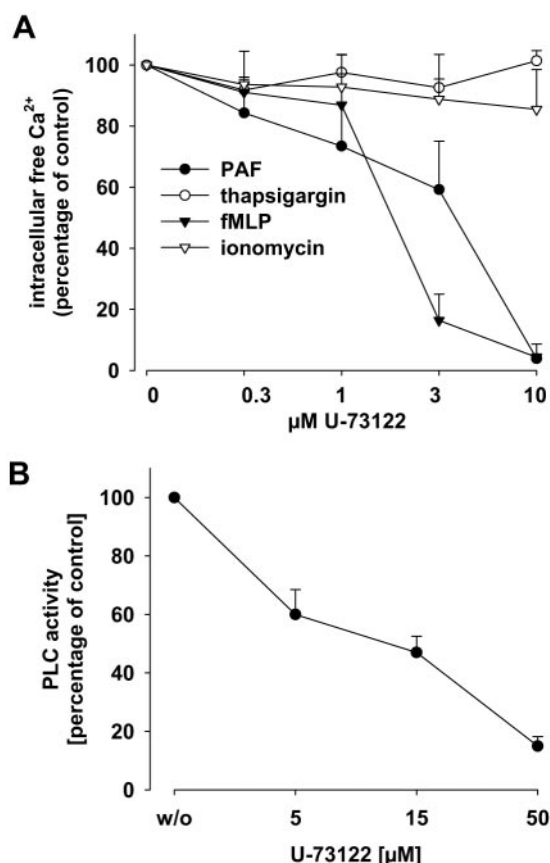 A
intracellular free Ca²⁺
(percentage of control)
100
80
60
40
20
0
PAF
thapsigargin
fMLP
ionomycin
0 0.3 1 3 10
µM U-73122
B
PLC activity
[percentage of control]
100
80
60
40
20
0
w/o 5 15 50
U-73122 [µM]